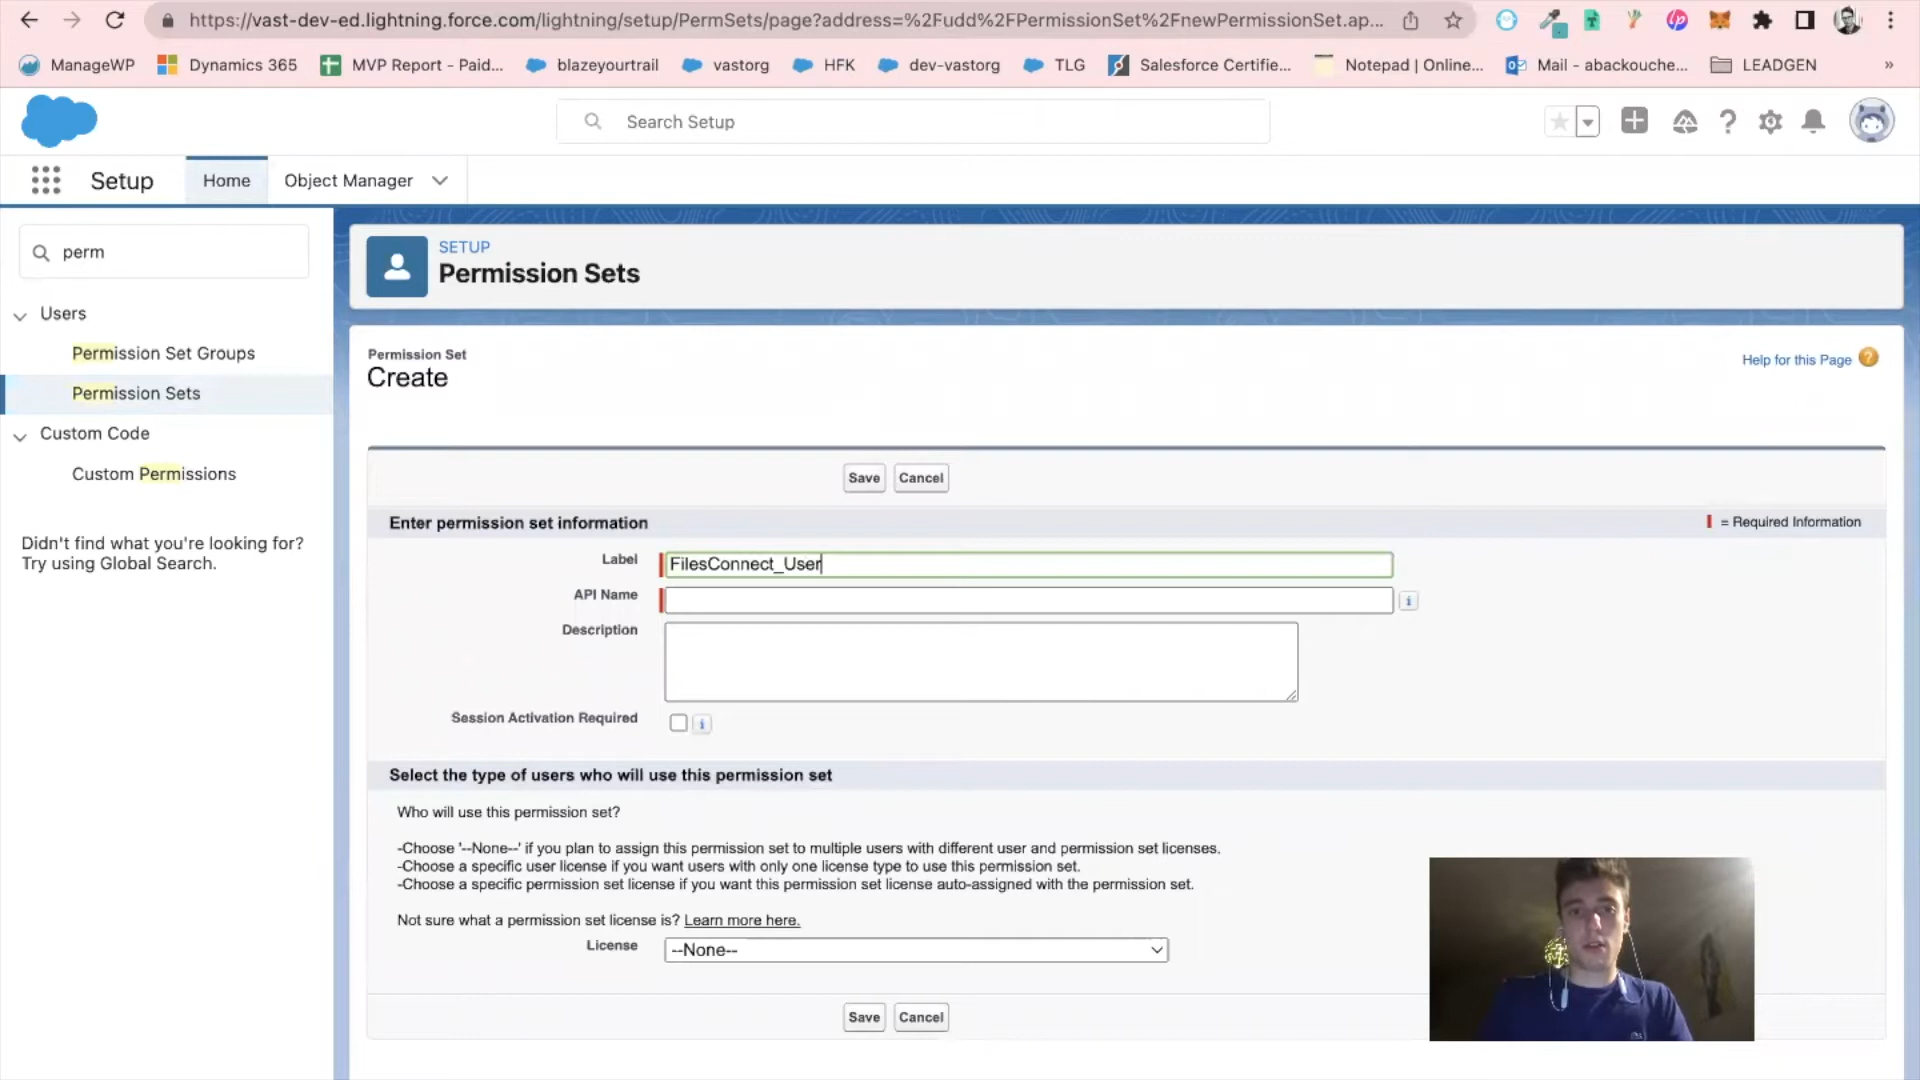 https://vast-dev-ed.lightning.force.com/lightning/setup/PermSets/page?address=%2Fudd%2FPermissionSet%2FnewPermissionSet.ap...
ManageWP
Dynamics 365
MVP Report - Paid...
blazeyourtrail
vastorg
HFK
dev-vastorg
TLG
Salesforce Certifie...
Notepad | Online...
Mail - abackouche...
LEADGEN
»
Search Setup
Setup
Home
Object Manager
perm
Users
Permission Set Groups
Permission Sets
Custom Code
Custom Permissions
Didn't find what you're looking for?
Try using Global Search.
SETUP
Permission Sets
Permission Set
Create
Help for this Page
Save
Cancel
Enter permission set information
= Required Information
Label
FilesConnect_User
API Name
Description
Session Activation Required
Select the type of users who will use this permission set
Who will use this permission set?
-Choose '--None--' if you plan to assign this permission set to multiple users with different user and permission set licenses.
-Choose a specific user license if you want users with only one license type to use this permission set.
-Choose a specific permission set license if you want this permission set license auto-assigned with the permission set.
Not sure what a permission set license is? Learn more here.
License
--None--
Save
Cancel